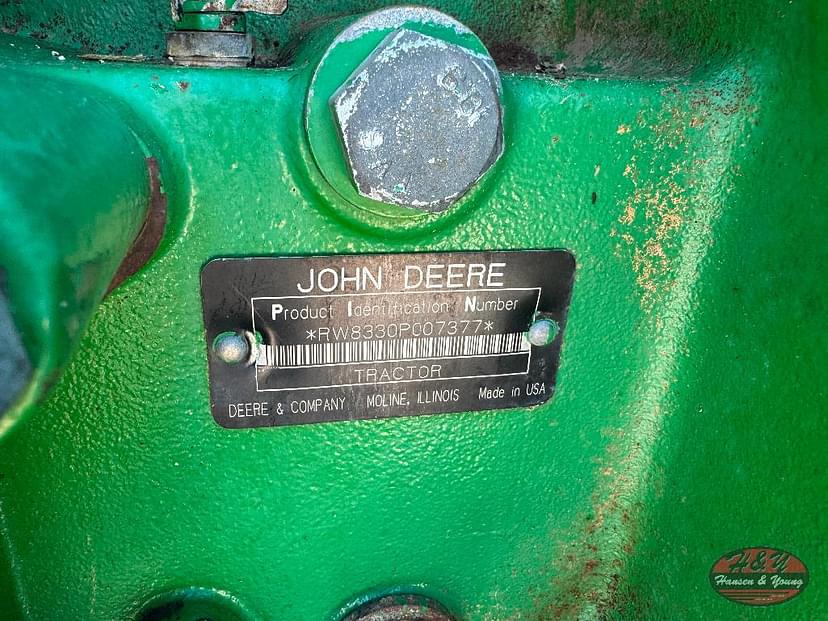 JOHN DEERE
Product Identification Number
*RW8330P007377*
TRACTOR
DEERE & COMPANY MOLINE, ILLINOIS Made in USA
H&Y
Hansen & Young